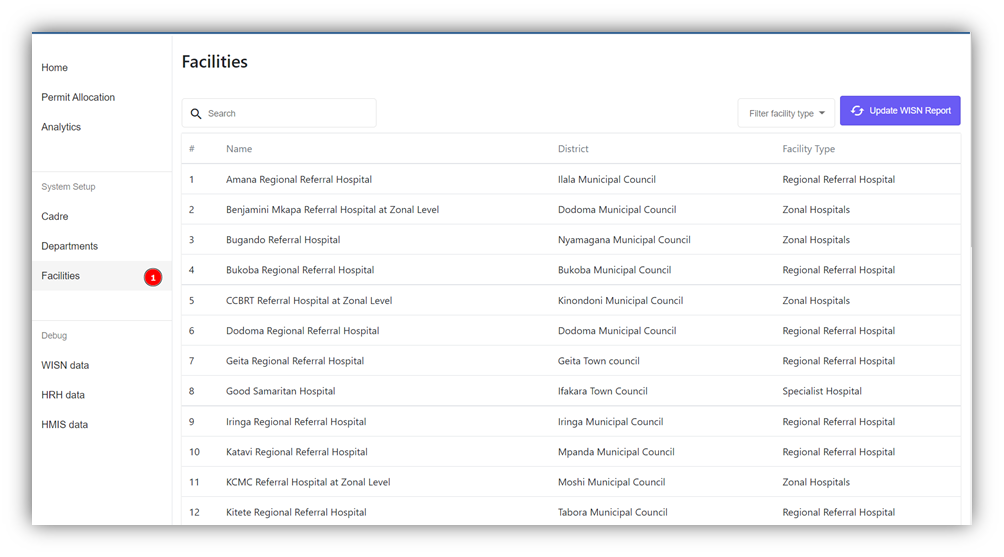 Home
Permit Allocation
Analytics
System Setup
Cadre
Departments
Facilities 1
Debug
WISN data
HRH data
HMIS data
Facilities
Search Filter facility type Update WISN Report
# Name District Facility Type
1 Amana Regional Referral Hospital Ilala Municipal Council Regional Referral Hospital
2 Benjamini Mkapa Referral Hospital at Zonal Level Dodoma Municipal Council Zonal Hospitals
3 Bugando Referral Hospital Nyamagana Municipal Council Zonal Hospitals
4 Bukoba Regional Referral Hospital Bukoba Municipal Council Regional Referral Hospital
5 CCBRT Referral Hospital at Zonal Level Kinondoni Municipal Council Zonal Hospitals
6 Dodoma Regional Referral Hospital Dodoma Municipal Council Regional Referral Hospital
7 Geita Regional Referral Hospital Geita Town council Regional Referral Hospital
8 Good Samaritan Hospital Ifakara Town Council Specialist Hospital
9 Iringa Regional Referral Hospital Iringa Municipal Council Regional Referral Hospital
10 Katavi Regional Referral Hospital Mpanda Municipal Council Regional Referral Hospital
11 KCMC Referral Hospital at Zonal Level Moshi Municipal Council Zonal Hospitals
12 Kitete Regional Referral Hospital Tabora Municipal Council Regional Referral Hospital